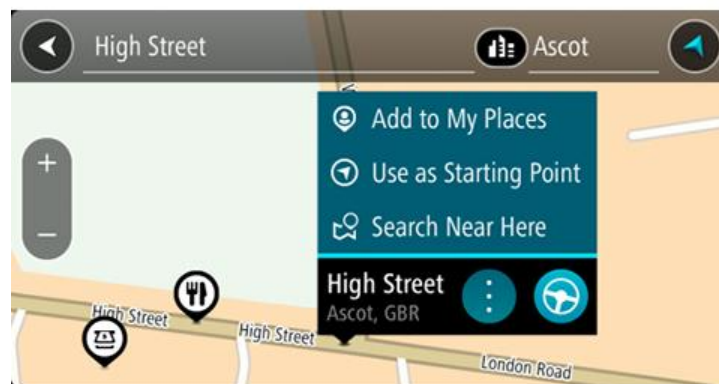 High Street
Ascot
Add to My Places
Use as Starting Point
Search Near Here
High Street
Ascot, GBR
High Street
High Street
London Road